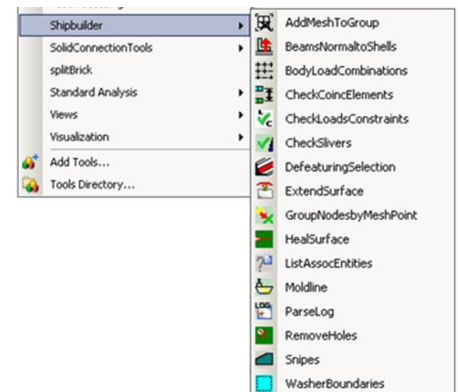 Shipbuilder
SolidConnectionTools
splitBrick
Standard Analysis
Views
Visualization
Add Tools...
Tools Directory...
AddMeshToGroup
BeamsNormaltoShells
BodyLoadCombinations
CheckCoincElements
CheckLoadsConstraints
CheckSlivers
DefeaturingSelection
ExtendSurface
GroupNodesbyMeshPoint
HealSurface
ListAssocEntities
Moldline
ParseLog
RemoveHoles
Snipes
WasherBoundaries